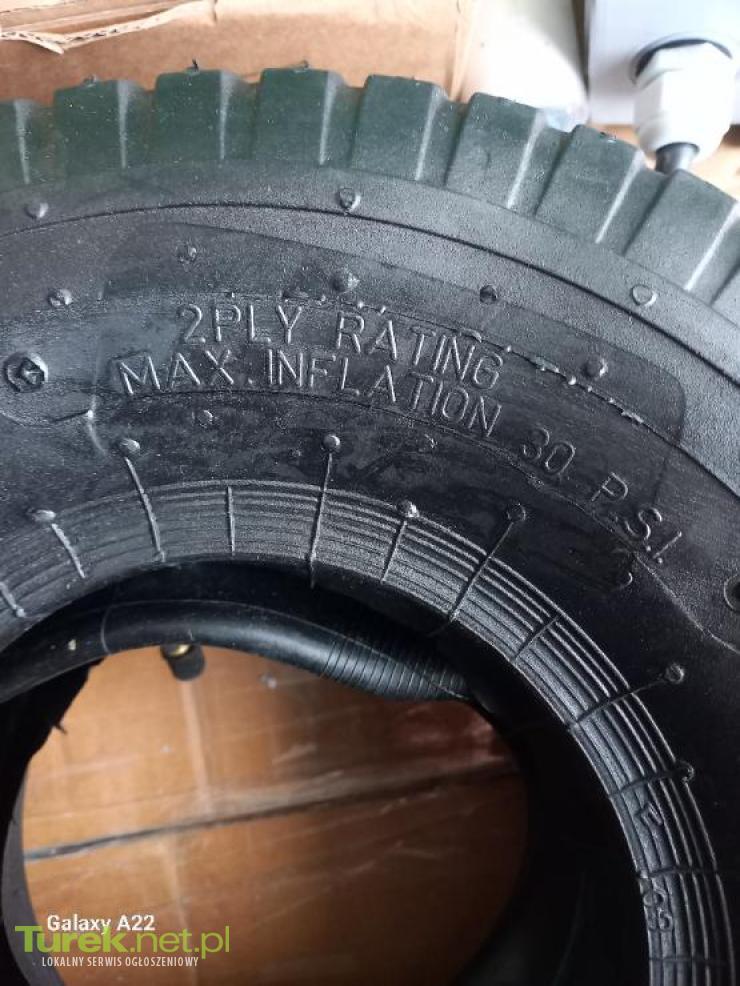 2PLY RATING
MAX. INFLATION 30 P.S.I.
Galaxy A22
Turek.net.pl
LOKALNY SERWIS OGŁOSZENIOWY